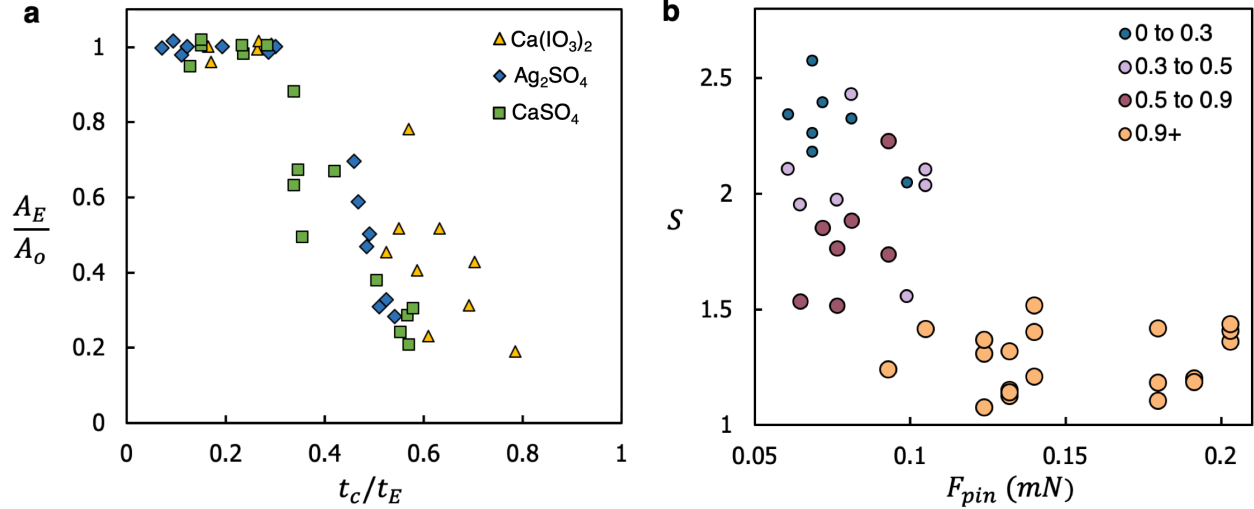 a
1
0.8
0.6
0.4
0.2
0
A_E
A_o
0
0.2
0.4
0.6
0.8
1
t_c/t_E
Ca(IO₃)₂
Ag₂SO₄
CaSO₄
b
2.5
2
1.5
1
S
0.05
0.1
0.15
0.2
F_pin (mN)
0 to 0.3
0.3 to 0.5
0.5 to 0.9
0.9+